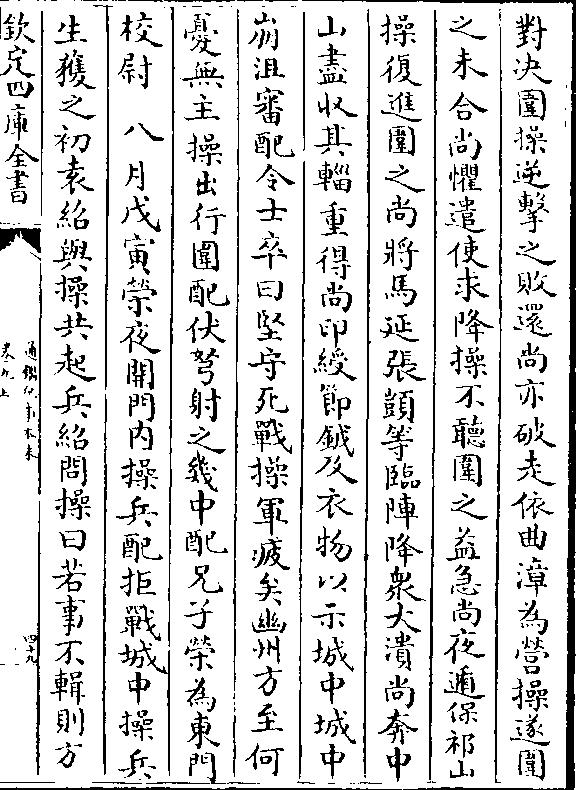 對决圍操逆擊之敗還尚亦破走依曲漳為營操遂圍
之未合尚懼遣使求降操不聽圍之益急尚夜遁保祁山
操復進圍之尚將馬延張顗等臨陣降衆大潰尚奔中
山盡收其輜重得尚印綬節鉞及衣物以示城中城中
崩沮審配令士卒曰堅守死戰操軍疲矣幽州方至何
憂無主操出行圍配伏弩射之幾中配兄子榮為東門
校尉　八月戊寅榮夜開門内操兵配拒戰城中操兵
生獲之初袁紹與操共起兵紹問操曰若事不輯則方
欽定四庫全書
通鑑紀事本末
卷九上
四十九